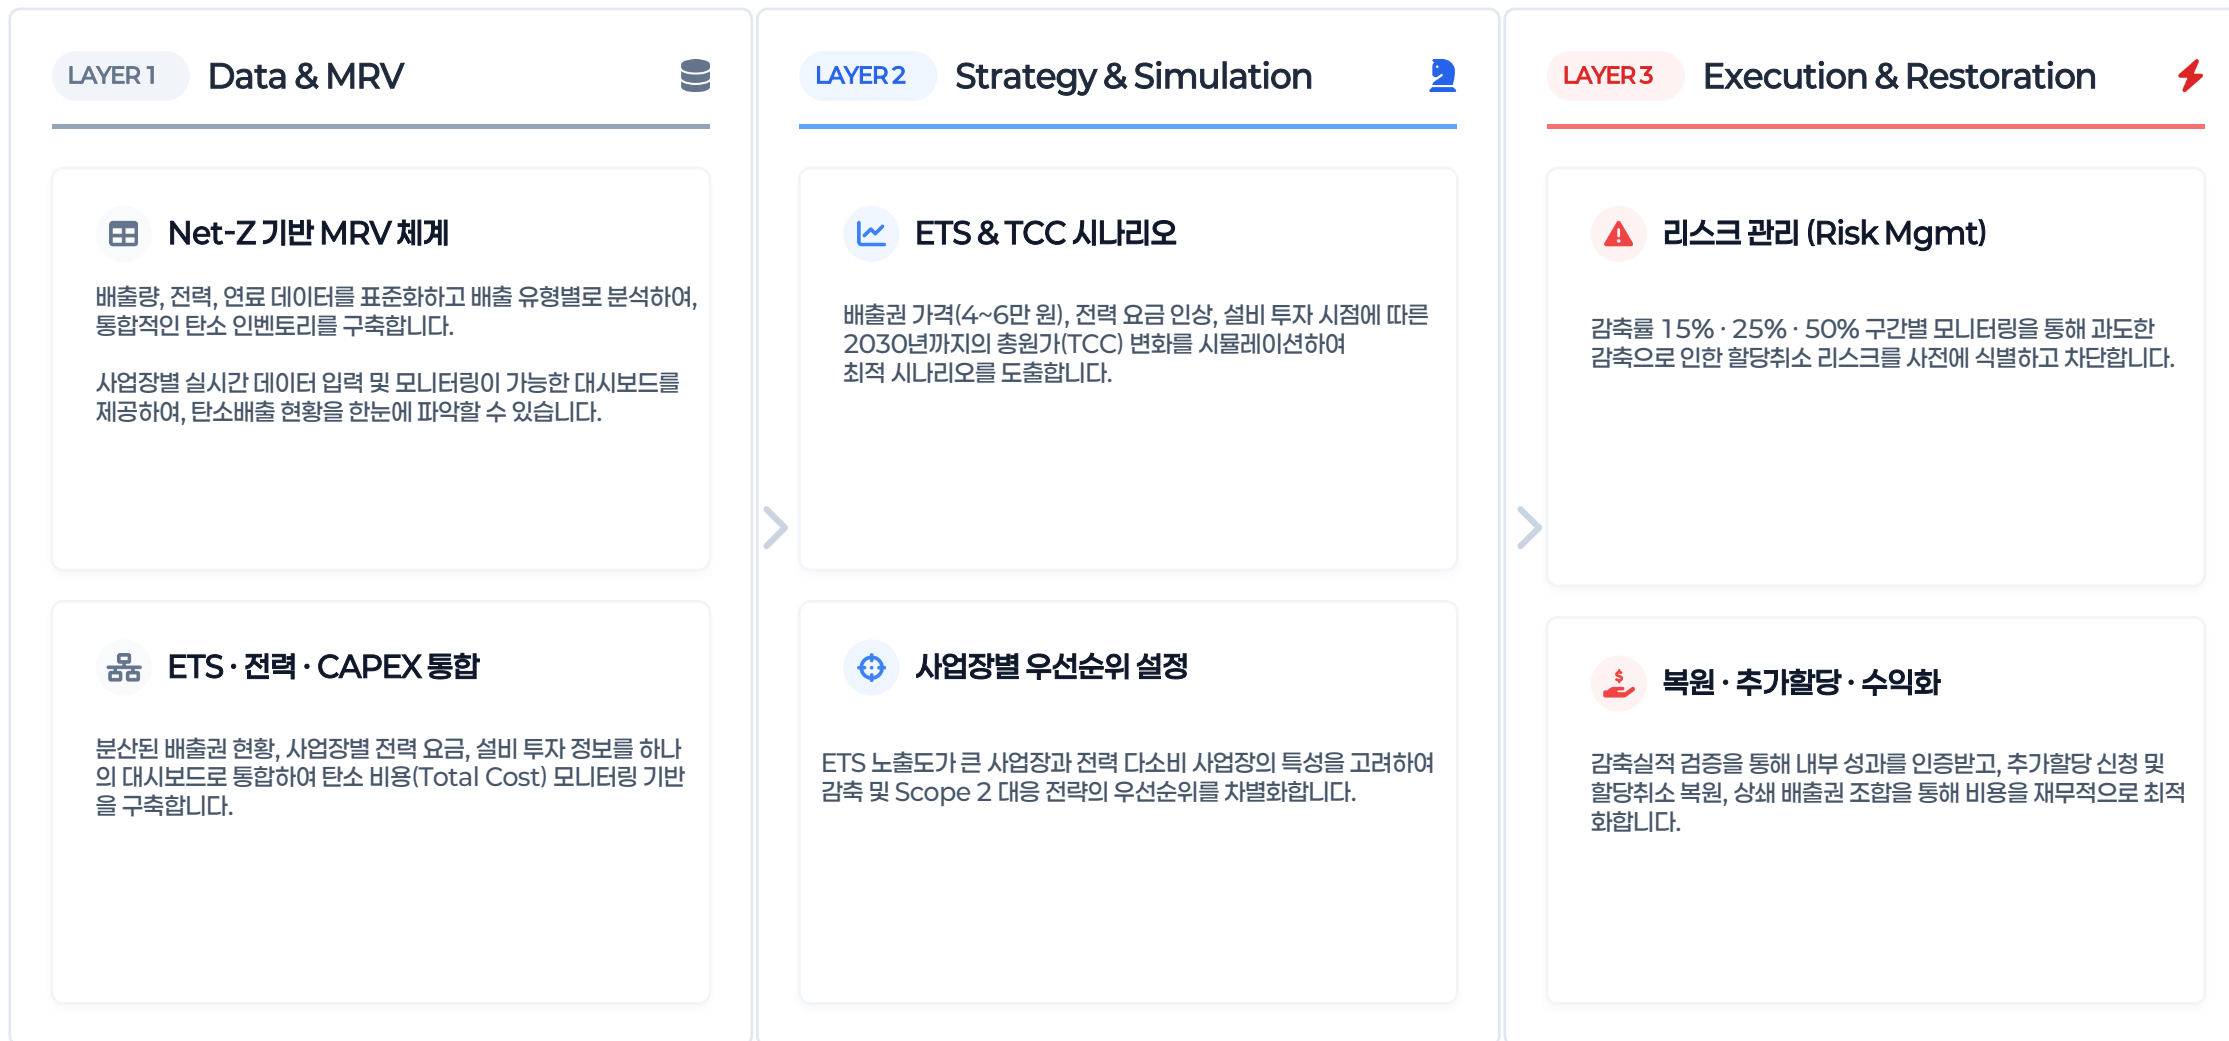 LAYER 1
Data & MRV
Net-Z 기반 MRV 체계
배출량, 전력, 연료 데이터를 표준화하고 배출 유형별로 분석하여,
통합적인 탄소 인벤토리를 구축합니다.
사업장별 실시간 데이터 입력 및 모니터링이 가능한 대시보드를
제공하여, 탄소배출 현황을 한눈에 파악할 수 있습니다.
ETS · 전력 · CAPEX 통합
분산된 배출권 현황, 사업장별 전력 요금, 설비 투자 정보를 하나
의 대시보드로 통합하여 탄소 비용(Total Cost) 모니터링 기반
을 구축합니다.
LAYER 2
Strategy & Simulation
ETS & TCC 시나리오
배출권 가격(4~6만 원), 전력 요금 인상, 설비 투자 시점에 따른
2030년까지의 총원가(TCC) 변화를 시뮬레이션하여
최적 시나리오를 도출합니다.
사업장별 우선순위 설정
ETS 노출도가 큰 사업장과 전력 다소비 사업장의 특성을 고려하여
감축 및 Scope 2 대응 전략의 우선순위를 차별화합니다.
LAYER 3
Execution & Restoration
리스크 관리 (Risk Mgmt)
감축률 15% · 25% · 50% 구간별 모니터링을 통해 과도한
감축으로 인한 할당취소 리스크를 사전에 식별하고 차단합니다.
복원 · 추가할당 · 수익화
감축실적 검증을 통해 내부 성과를 인증받고, 추가할당 신청 및
할당취소 복원, 상쇄 배출권 조합을 통해 비용을 재무적으로 최적
화합니다.